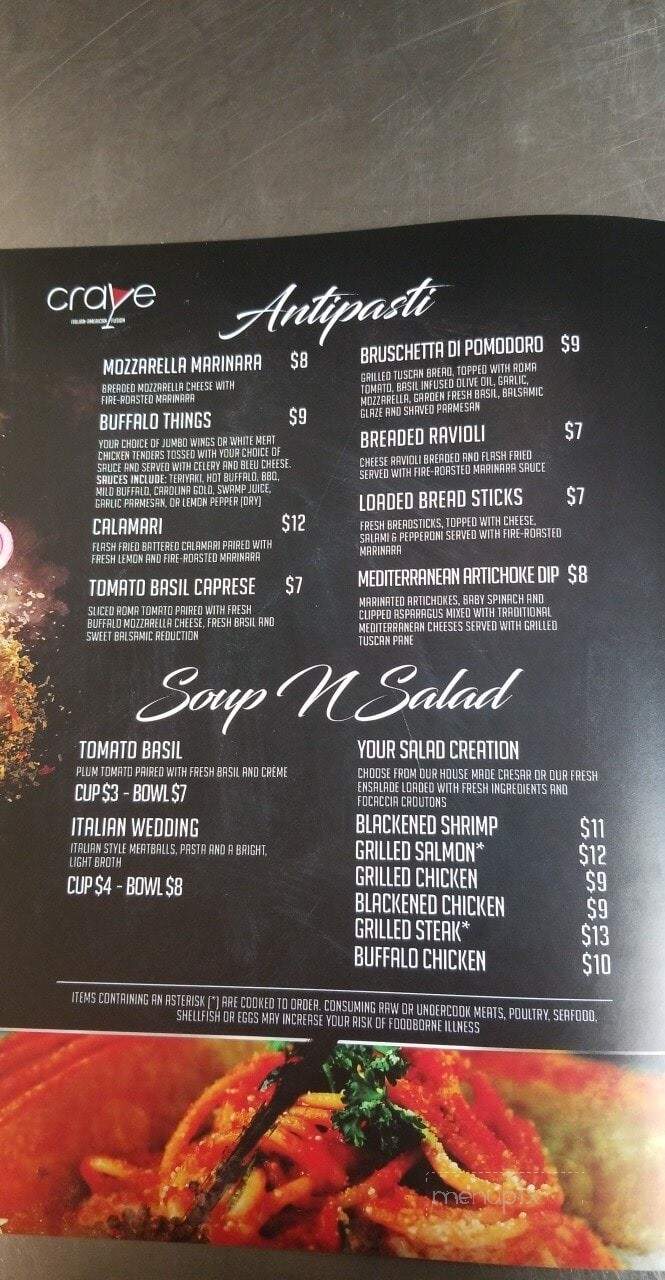 crave
ITALIAN-AMERICAN FUSION
Antipasti
MOZZARELLA MARINARA $8
BREADED MOZZARELLA CHEESE WITH
FIRE-ROASTED MARINARA
BUFFALO THINGS $9
YOUR CHOICE OF JUMBO WINGS OR WHITE MEAT
CHICKEN TENDERS TOSSED WITH YOUR CHOICE OF
SAUCE AND SERVED WITH CELERY AND BLEU CHEESE.
SAUCES INCLUDE: TERIYAKI, HOT BUFFALO, BBQ,
MILD BUFFALO, CAROLINA GOLD, SWAMP JUICE,
GARLIC PARMESAN, OR LEMON PEPPER (DRY)
CALAMARI $12
FLASH FRIED BATTERED CALAMARI PAIRED WITH
FRESH LEMON AND FIRE-ROASTED MARINARA
TOMATO BASIL CAPRESE $7
SLICED ROMA TOMATO PAIRED WITH FRESH
BUFFALO MOZZARELLA CHEESE, FRESH BASIL AND
SWEET BALSAMIC REDUCTION
BRUSCHETTA DI POMODORO $9
GRILLED TUSCAN BREAD, TOPPED WITH ROMA
TOMATO, BASIL INFUSED OLIVE OIL, GARLIC,
MOZZARELLA, GARDEN FRESH BASIL, BALSAMIC
GLAZE AND SHAVED PARMESAN
BREADED RAVIOLI $7
CHEESE RAVIOLI BREADED AND FLASH FRIED
SERVED WITH FIRE-ROASTED MARINARA SAUCE
LOADED BREAD STICKS $7
FRESH BREADSTICKS, TOPPED WITH CHEESE,
SALAMI & PEPPERONI SERVED WITH FIRE-ROASTED
MARINARA
MEDITERRANEAN ARTICHOKE DIP $8
MARINATED ARTICHOKES, BABY SPINACH AND
CLIPPED ASPARAGUS MIXED WITH TRADITIONAL
MEDITERRANEAN CHEESES SERVED WITH GRILLED
TUSCAN PANE
Soup N Salad
TOMATO BASIL
PLUM TOMATO PAIRED WITH FRESH BASIL AND CRÈME
CUP $3 - BOWL $7
ITALIAN WEDDING
ITALIAN STYLE MEATBALLS, PASTA AND A BRIGHT,
LIGHT BROTH
CUP $4 - BOWL $8
YOUR SALAD CREATION
CHOOSE FROM OUR HOUSE MADE CAESAR OR OUR FRESH
ENSALADE LOADED WITH FRESH INGREDIENTS AND
FOCACCIA CROUTONS
BLACKENED SHRIMP $11
GRILLED SALMON* $12
GRILLED CHICKEN $9
BLACKENED CHICKEN $9
GRILLED STEAK* $13
BUFFALO CHICKEN $10
ITEMS CONTAINING AN ASTERISK (*) ARE COOKED TO ORDER. CONSUMING RAW OR UNDERCOOK MEATS, POULTRY, SEAFOOD,
SHELLFISH OR EGGS MAY INCREASE YOUR RISK OF FOODBORNE ILLNESS